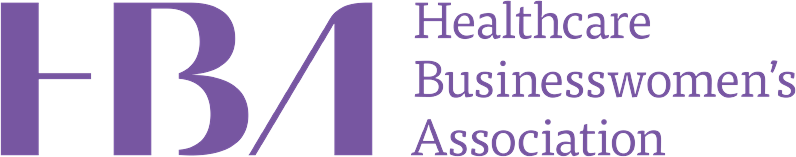 HBA
Healthcare
Businesswomen’s
Association